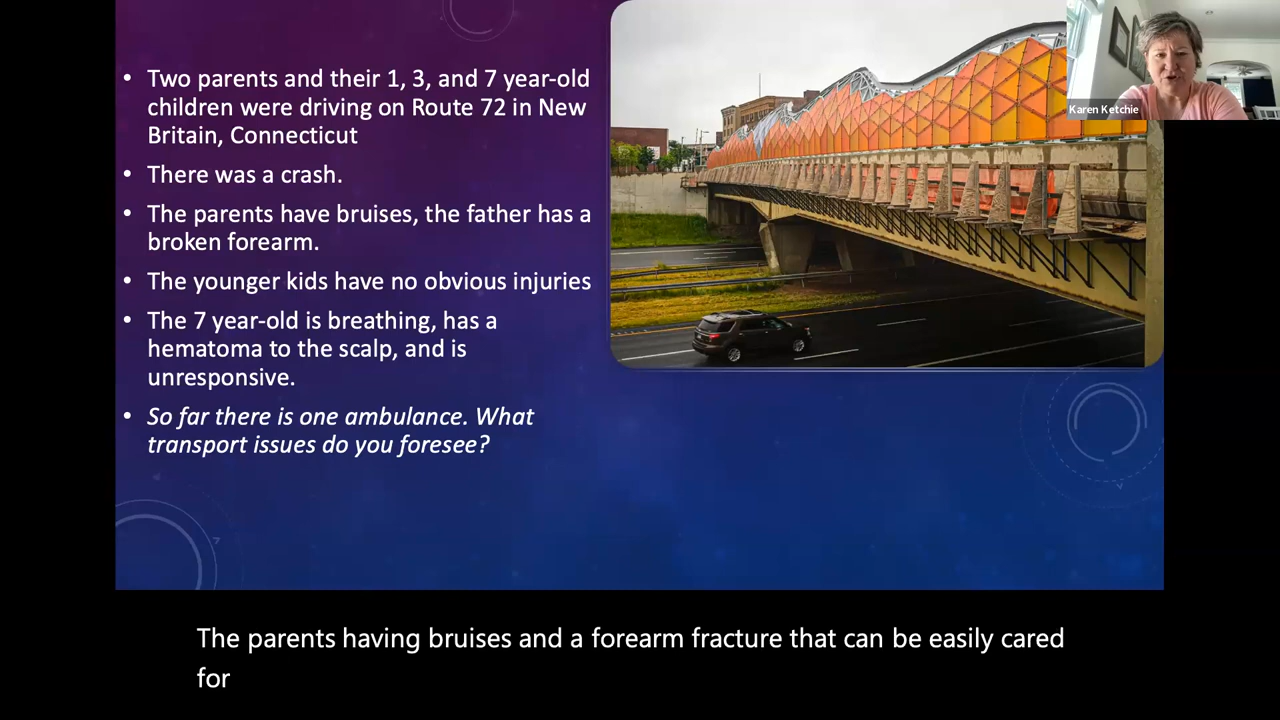 • Two parents and their 1, 3, and 7 year-old
children were driving on Route 72 in New
Britain, Connecticut
• There was a crash.
• The parents have bruises, the father has a
broken forearm.
• The younger kids have no obvious injuries
• The 7 year-old is breathing, has a
hematoma to the scalp, and is
unresponsive.
• So far there is one ambulance. What
transport issues do you foresee?
Karen Ketchie
The parents having bruises and a forearm fracture that can be easily cared
for